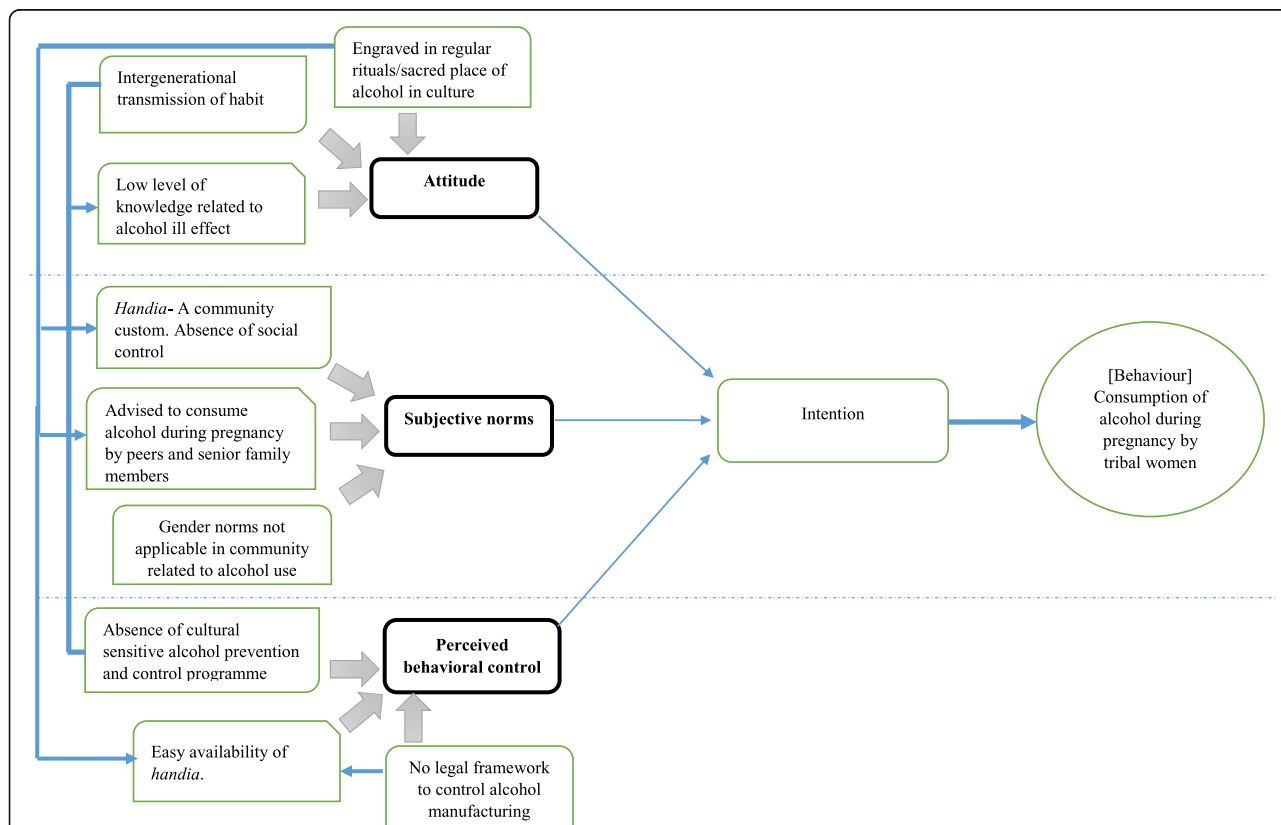 Engraved in regular
rituals/sacred place of
alcohol in culture
Intergenerational
transmission of habit
Low level of
knowledge related to
alcohol ill effect
Attitude
Handia- A community
custom. Absence of social
control
Advised to consume
alcohol during pregnancy
by peers and senior family
members
Gender norms not
applicable in community
related to alcohol use
Subjective norms
Intention
[Behaviour]
Consumption of
alcohol during
pregnancy by
tribal women
Absence of cultural
sensitive alcohol prevention
and control programme
Perceived
behavioral control
Easy availability of
handia.
No legal framework
to control alcohol
manufacturing